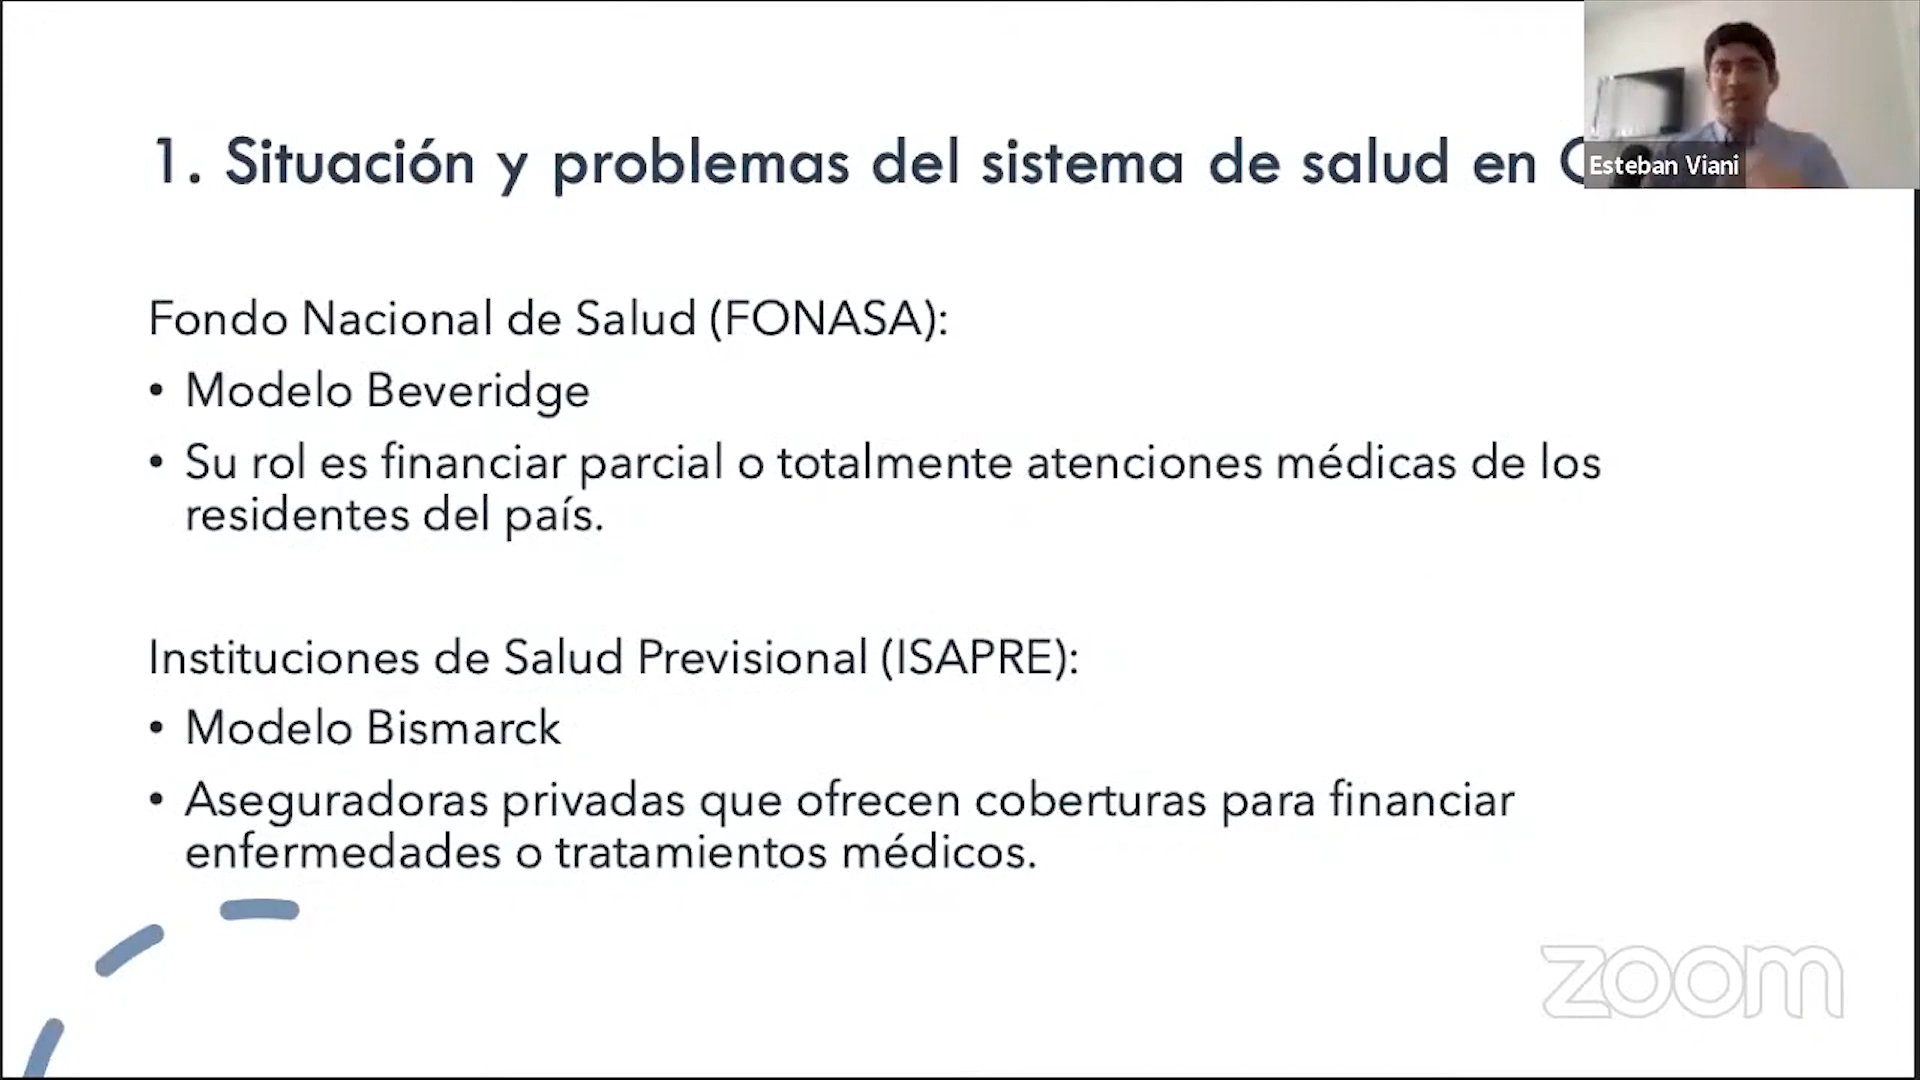 1. Situación y problemas del sistema de salud en
Esteban Viani
Fondo Nacional de Salud (FONASA):
• Modelo Beveridge
• Su rol es financiar parcial o totalmente atenciones médicas de los
residentes del país.
Instituciones de Salud Previsional (ISAPRE):
• Modelo Bismarck
• Aseguradoras privadas que ofrecen coberturas para financiar
enfermedades o tratamientos médicos.
zoom